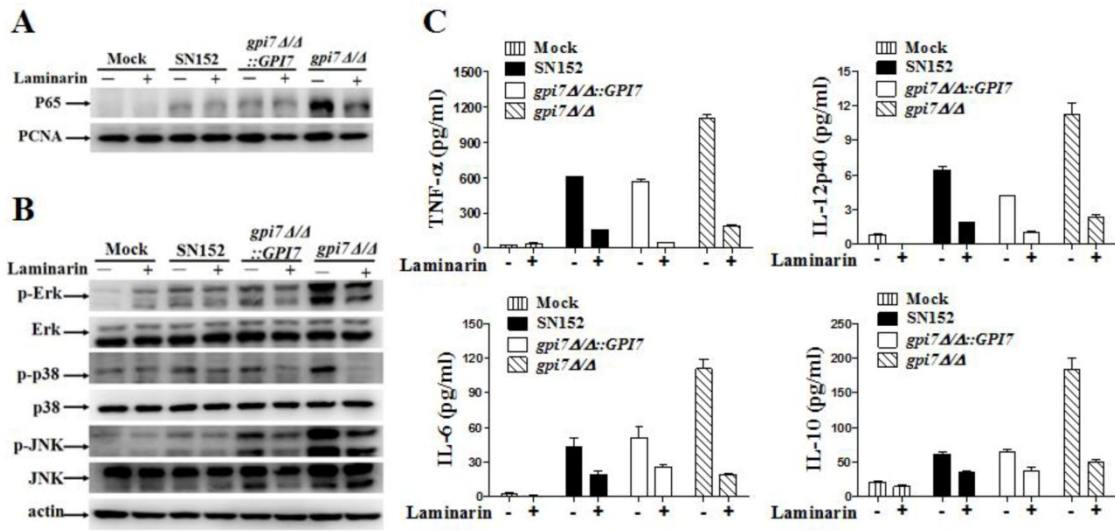 A
Mock SN152 gpi7Δ/Δ ::GPI7 gpi7Δ/Δ
Laminarin — + — + — + — +
P65
PCNA
B
Mock SN152 gpi7Δ/Δ ::GPI7 gpi7Δ/Δ
Laminarin — + — + — + — +
p-Erk
Erk
p-p38
p38
p-JNK
JNK
actin
C
Mock
SN152
gpi7Δ/Δ::GPI7
gpi7Δ/Δ
TNF-α (pg/ml)
1500
1200
900
600
300
0
Laminarin - + - + - + - +
Mock
SN152
gpi7Δ/Δ::GPI7
gpi7Δ/Δ
IL-12p40 (pg/ml)
15
12
9
6
3
0
Laminarin - + - + - + - +
Mock
SN152
gpi7Δ/Δ::GPI7
gpi7Δ/Δ
IL-6 (pg/ml)
150
120
90
60
30
0
Laminarin - + - + - + - +
Mock
SN152
gpi7Δ/Δ::GPI7
gpi7Δ/Δ
IL-10 (pg/ml)
250
200
150
100
50
0
Laminarin - + - + - + - +